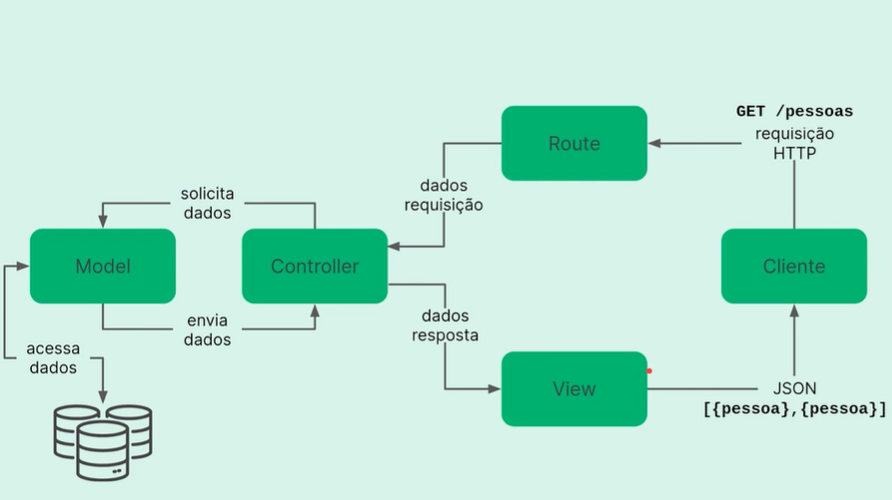 GET /pessoas
requisição
HTTP
Route
dados
requisição
solicita
dados
Model
Controller
Cliente
envia
dados
dados
resposta
acessa
dados
View
JSON
[{pessoa},{pessoa}]